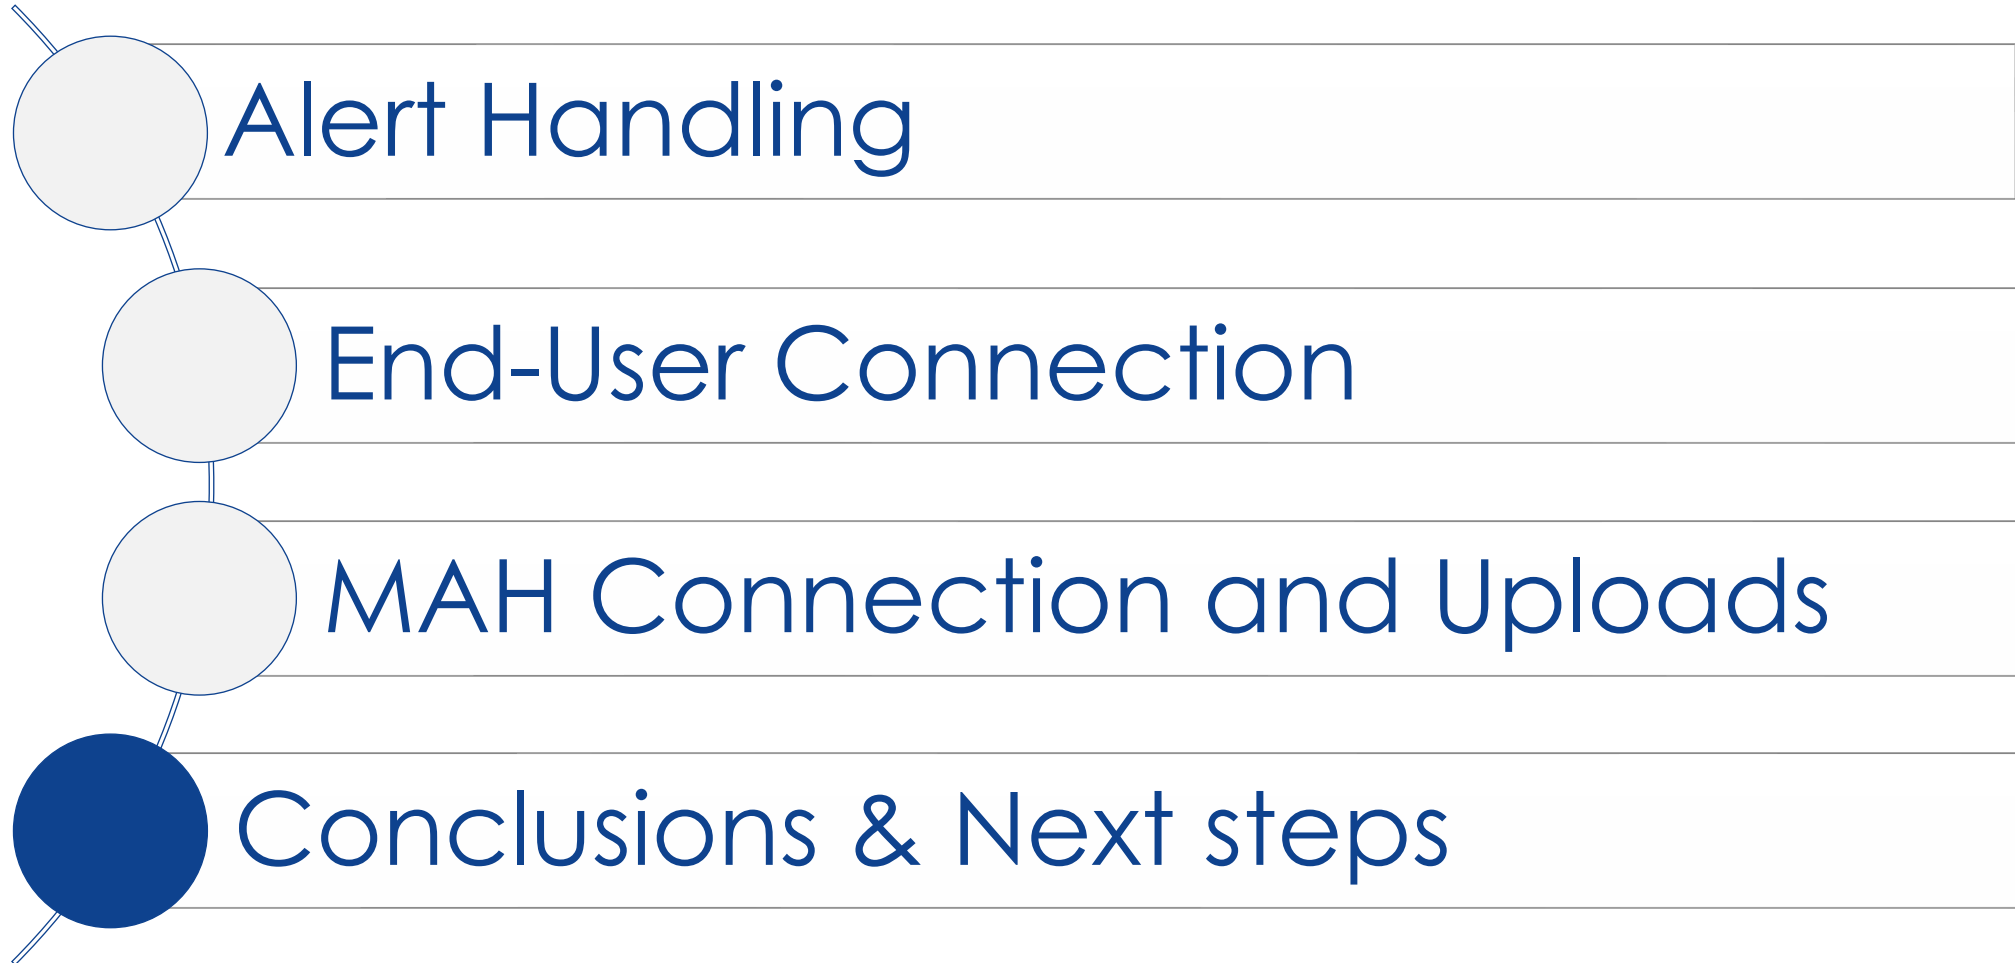 Alert Handling
End-User Connection
MAH Connection and Uploads
Conclusions & Next steps